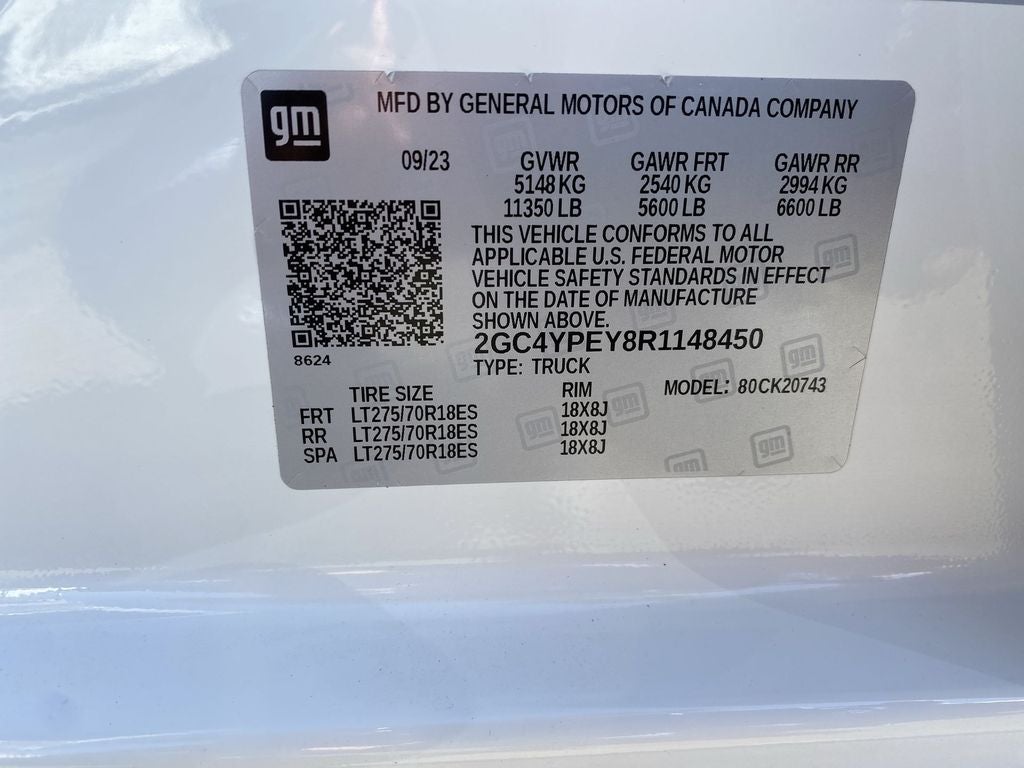 gm
MFD BY GENERAL MOTORS OF CANADA COMPANY
09/23 GVWR GAWR FRT GAWR RR
5148 KG 2540 KG 2994 KG
11350 LB 5600 LB 6600 LB
THIS VEHICLE CONFORMS TO ALL
APPLICABLE U.S. FEDERAL MOTOR
VEHICLE SAFETY STANDARDS IN EFFECT
ON THE DATE OF MANUFACTURE
SHOWN ABOVE.
2GC4YPEY8R1148450
8624
TYPE: TRUCK
TIRE SIZE RIM MODEL: 80CK20743
FRT LT275/70R18ES 18X8J
RR LT275/70R18ES 18X8J
SPA LT275/70R18ES 18X8J